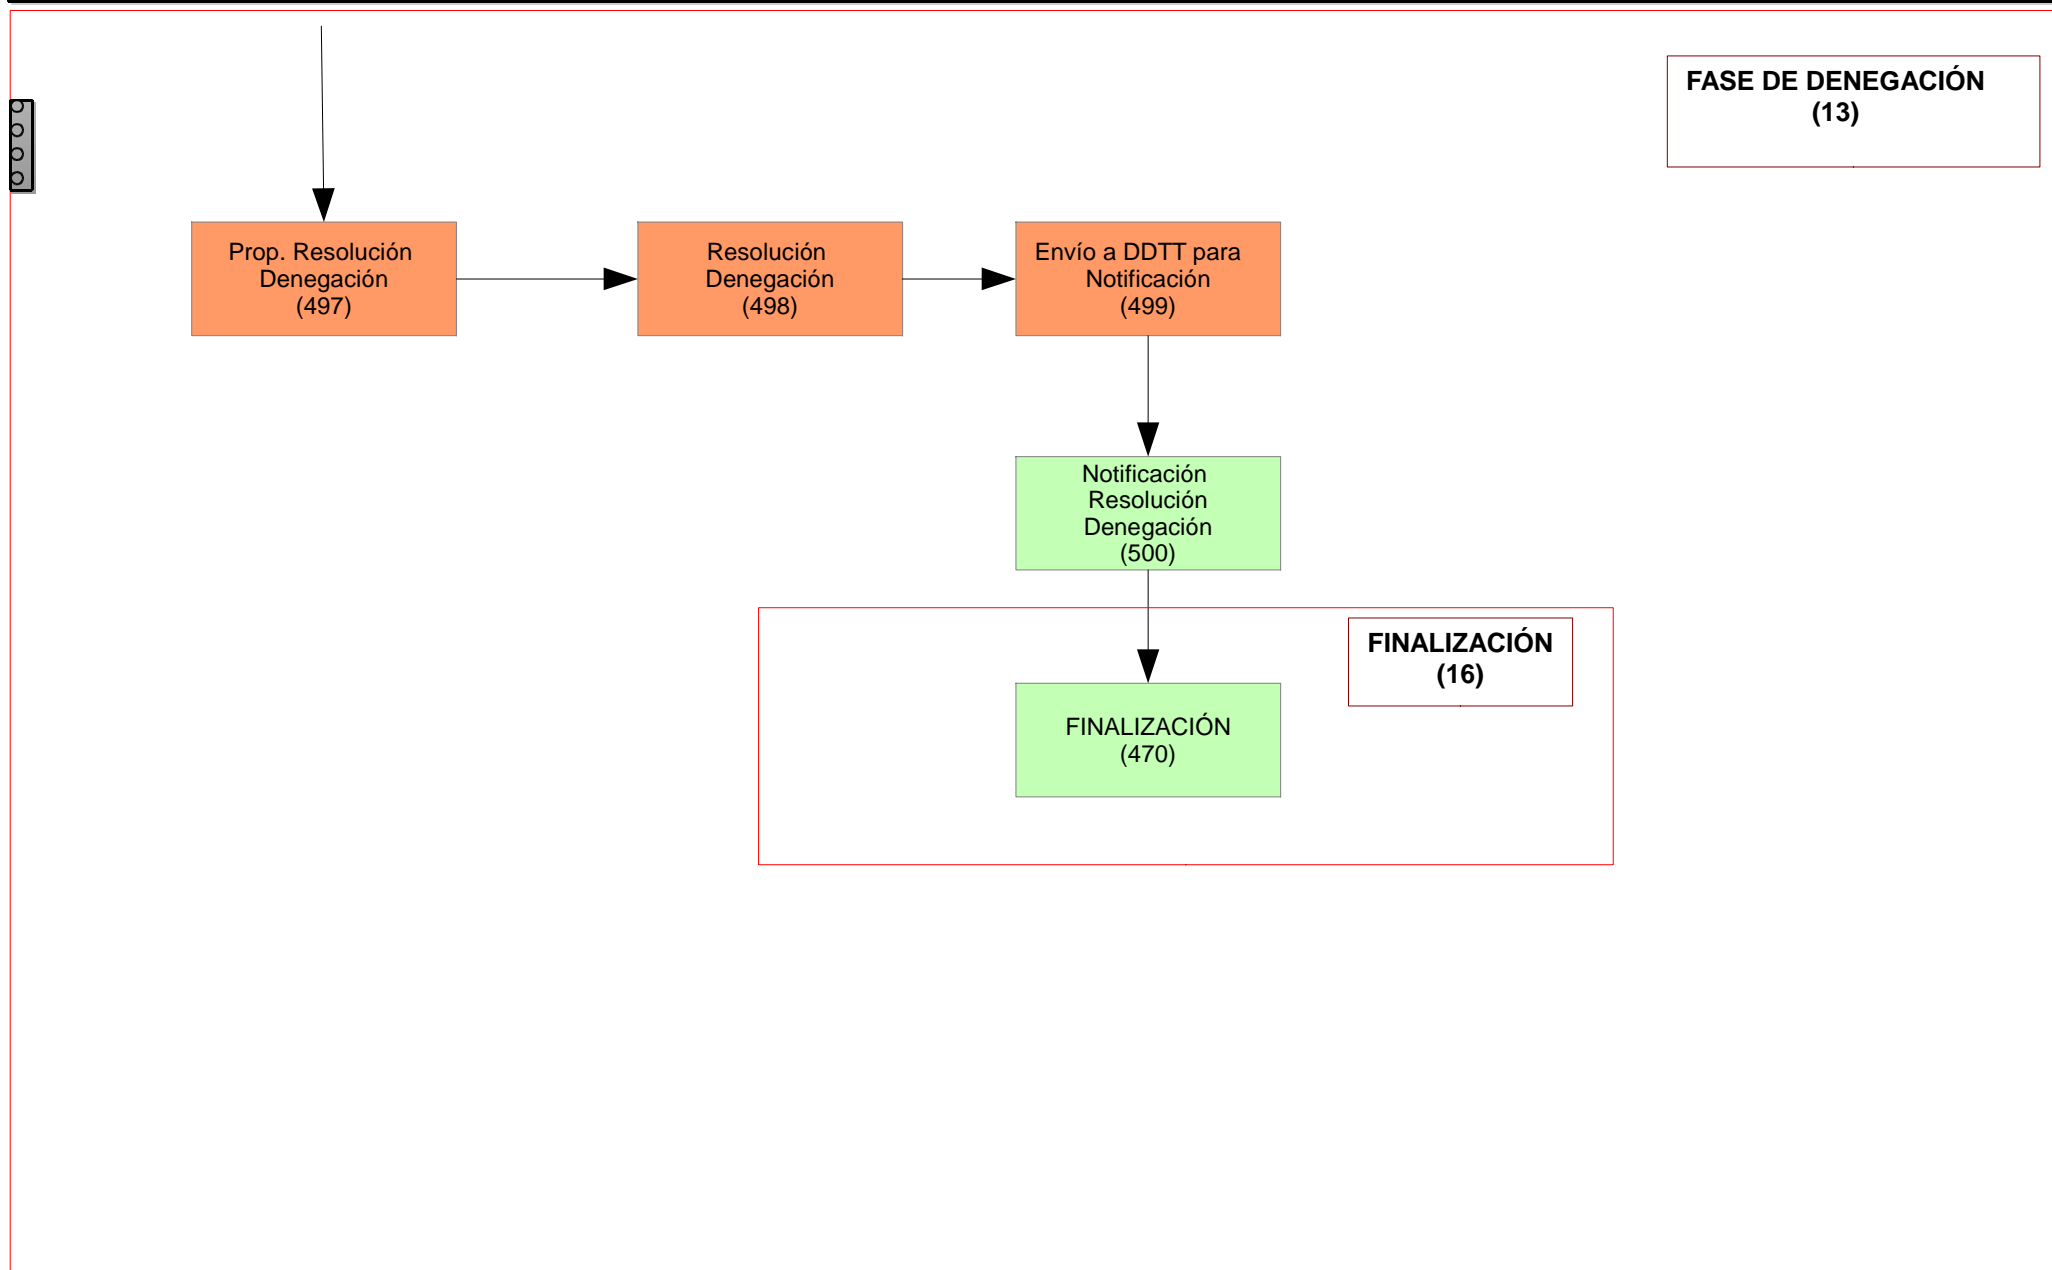 FASE DE DENEGACIÓN
(13)
Prop. Resolución
Denegación
(497)
Resolución
Denegación
(498)
Envío a DDTT para
Notificación
(499)
Notificación
Resolución
Denegación
(500)
FINALIZACIÓN
(16)
FINALIZACIÓN
(470)